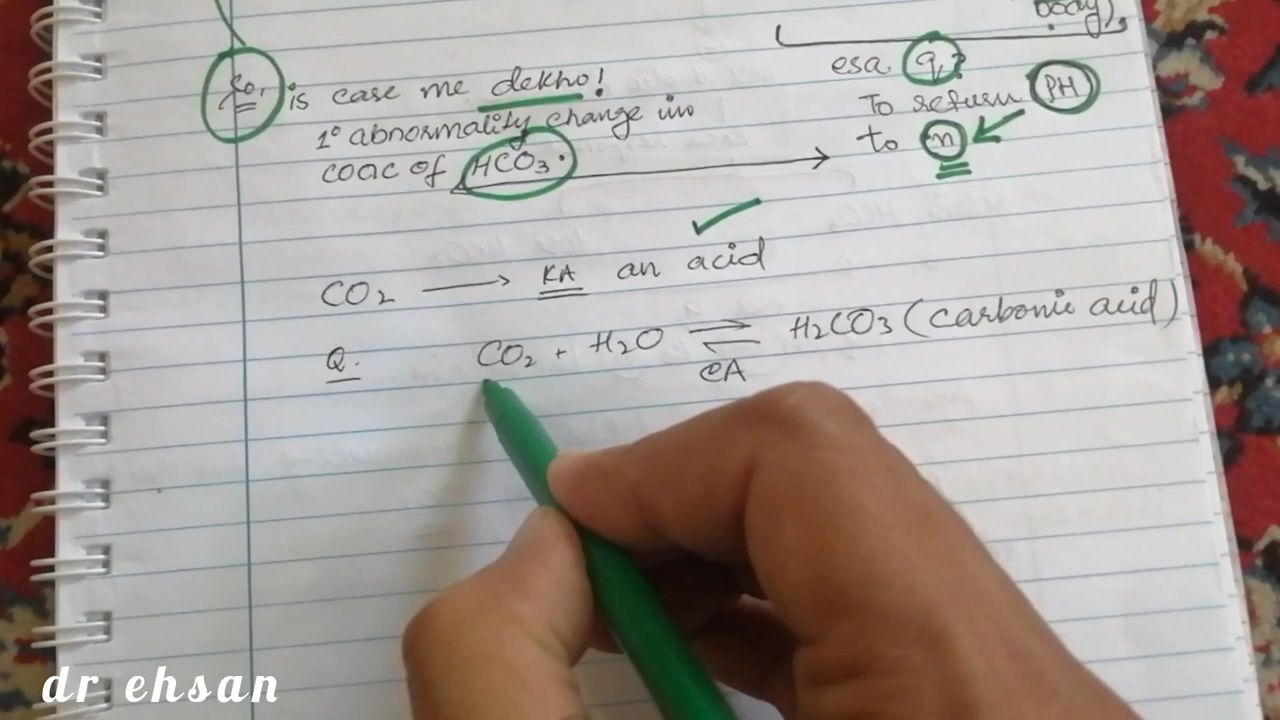 body),
esa q?
So, is case me dekho!
To return PH
1° abnormality change in
to n
conc of HCO3.
CO2 → KA an acid
Q. CO2 + H2O ⇌ H2CO3 (carbonic acid)
CA
dr ehsan